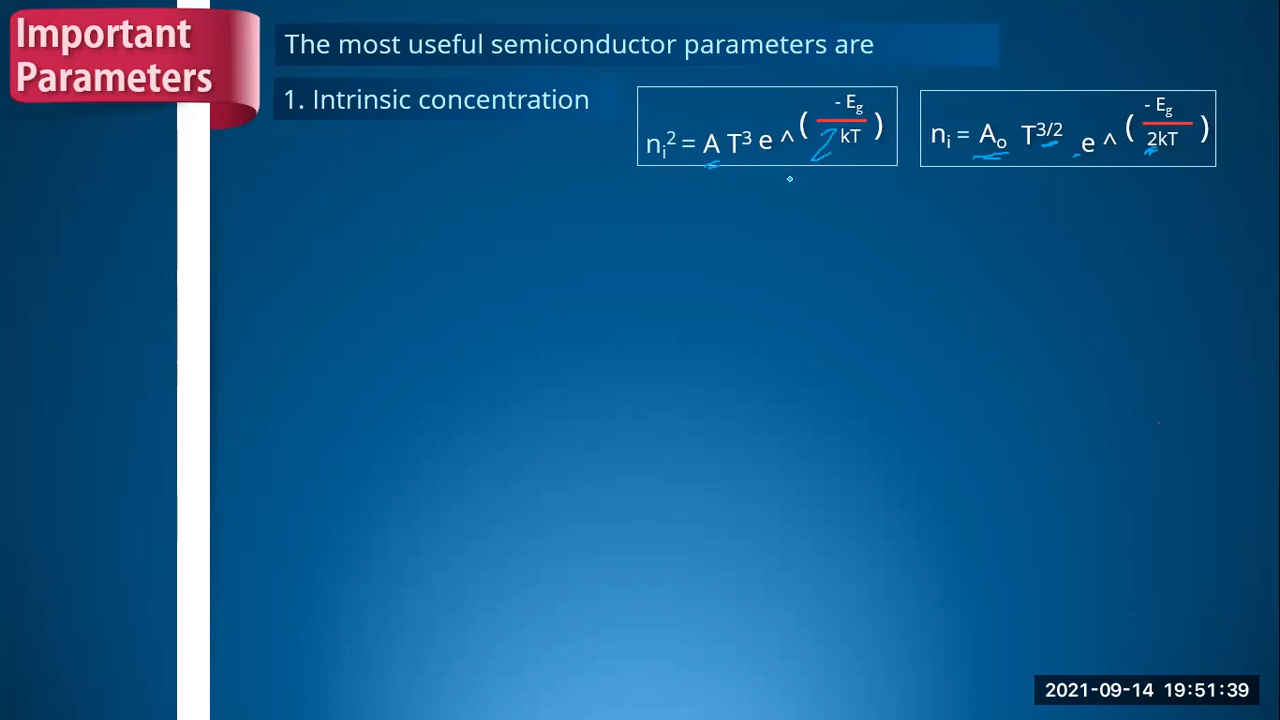 Important
Parameters
The most useful semiconductor parameters are
1. Intrinsic concentration
nᵢ² = A T³ e ^ ( - Eg / 2 kT )
nᵢ = Aₒ T³ᐟ² e ^ ( - Eg / 2kT )
2021-09-14 19:51:39